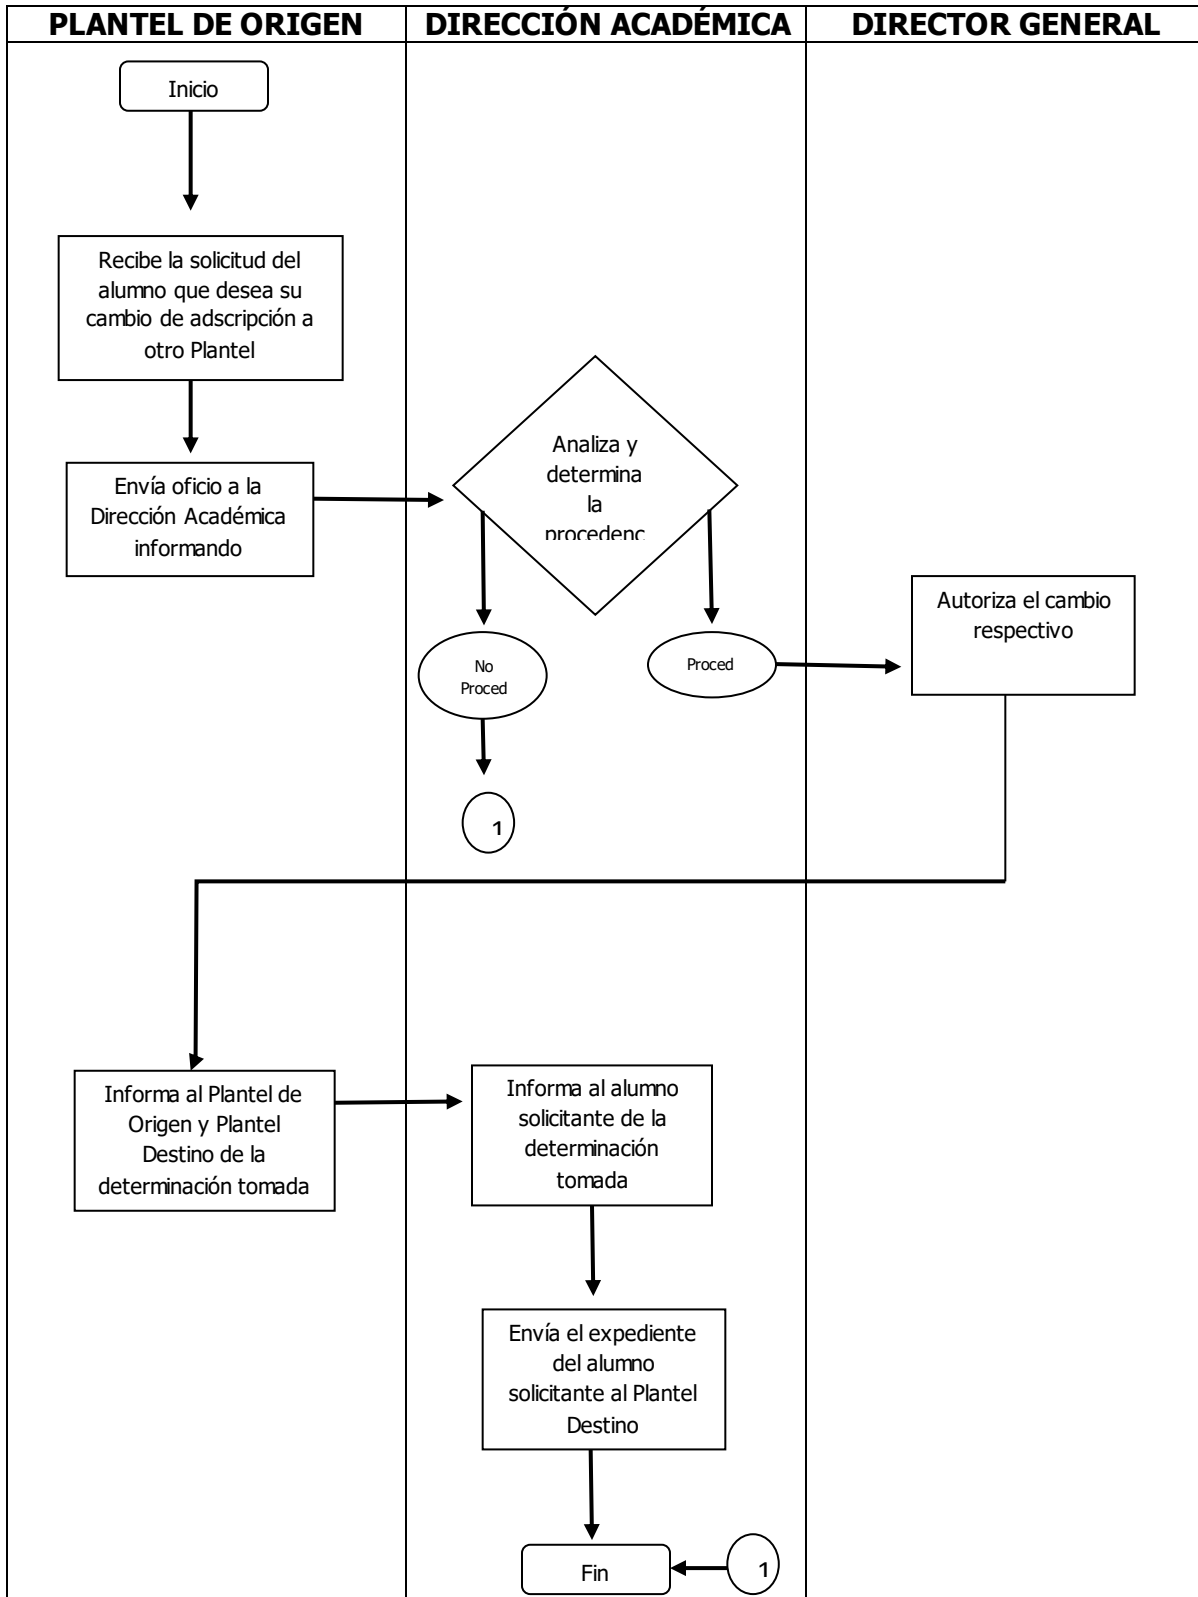 PLANTEL DE ORIGEN
DIRECCIÓN ACADÉMICA
DIRECTOR GENERAL
Inicio
Recibe la solicitud del
alumno que desea su
cambio de adscripción a
otro Plantel
Envía oficio a la
Dirección Académica
informando
Analiza y
determina
la
procedenc
No
Proced
Proced
Autoriza el cambio
respectivo
1
Informa al Plantel de
Origen y Plantel
Destino de la
determinación tomada
Informa al alumno
solicitante de la
determinación
tomada
Envía el expediente
del alumno
solicitante al Plantel
Destino
Fin
1